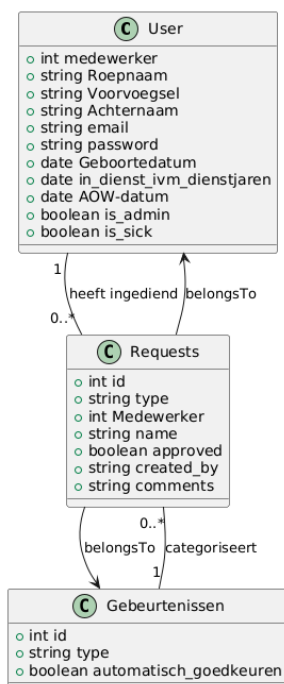 C User
int medewerker
string Roepnaam
string Voorvoegsel
string Achternaam
string email
string password
date Geboortedatum
date in_dienst_ivm_dienstjaren
date AOW-datum
boolean is_admin
boolean is_sick
1
heeft ingediend belongsTo
0..*
C Requests
int id
string type
int Medewerker
string name
boolean approved
string created_by
string comments
0..*
belongsTo categoriseert
1
C Gebeurtenissen
int id
string type
boolean automatisch_goedkeuren